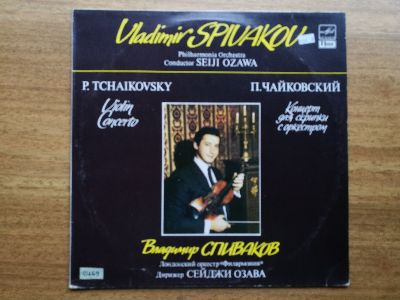 Vladimir SPIVAKOV
Philharmonia Orchestra
Conductor SEIJI OZAWA
P. TCHAIKOVSKY
П.ЧАЙКОВСКИЙ
Violin
Concerto
Концерт
для скрипки
с оркестром
Владимир СПИВАКОВ
Лондонский оркестр «Филармония»
Дирижер СЕЙДЖИ ОЗАВА